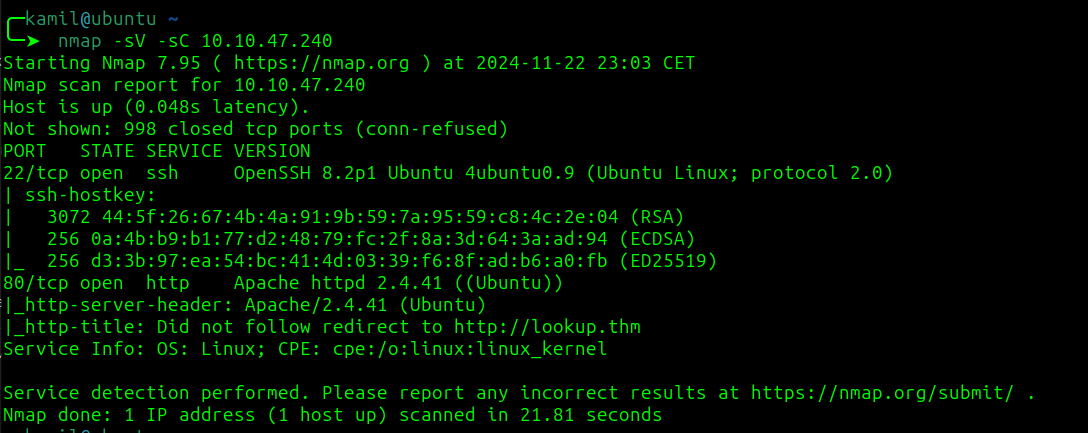 kamil@ubuntu ~
➤ nmap -sV -sC 10.10.47.240
Starting Nmap 7.95 ( https://nmap.org ) at 2024-11-22 23:03 CET
Nmap scan report for 10.10.47.240
Host is up (0.048s latency).
Not shown: 998 closed tcp ports (conn-refused)
PORT   STATE SERVICE VERSION
22/tcp open  ssh     OpenSSH 8.2p1 Ubuntu 4ubuntu0.9 (Ubuntu Linux; protocol 2.0)
| ssh-hostkey:
|   3072 44:5f:26:67:4b:4a:91:9b:59:7a:95:59:c8:4c:2e:04 (RSA)
|   256 0a:4b:b9:b1:77:d2:48:79:fc:2f:8a:3d:64:3a:ad:94 (ECDSA)
|_  256 d3:3b:97:ea:54:bc:41:4d:03:39:f6:8f:ad:b6:a0:fb (ED25519)
80/tcp open  http    Apache httpd 2.4.41 ((Ubuntu))
|_http-server-header: Apache/2.4.41 (Ubuntu)
|_http-title: Did not follow redirect to http://lookup.thm
Service Info: OS: Linux; CPE: cpe:/o:linux:linux_kernel
Service detection performed. Please report any incorrect results at https://nmap.org/submit/ .
Nmap done: 1 IP address (1 host up) scanned in 21.81 seconds